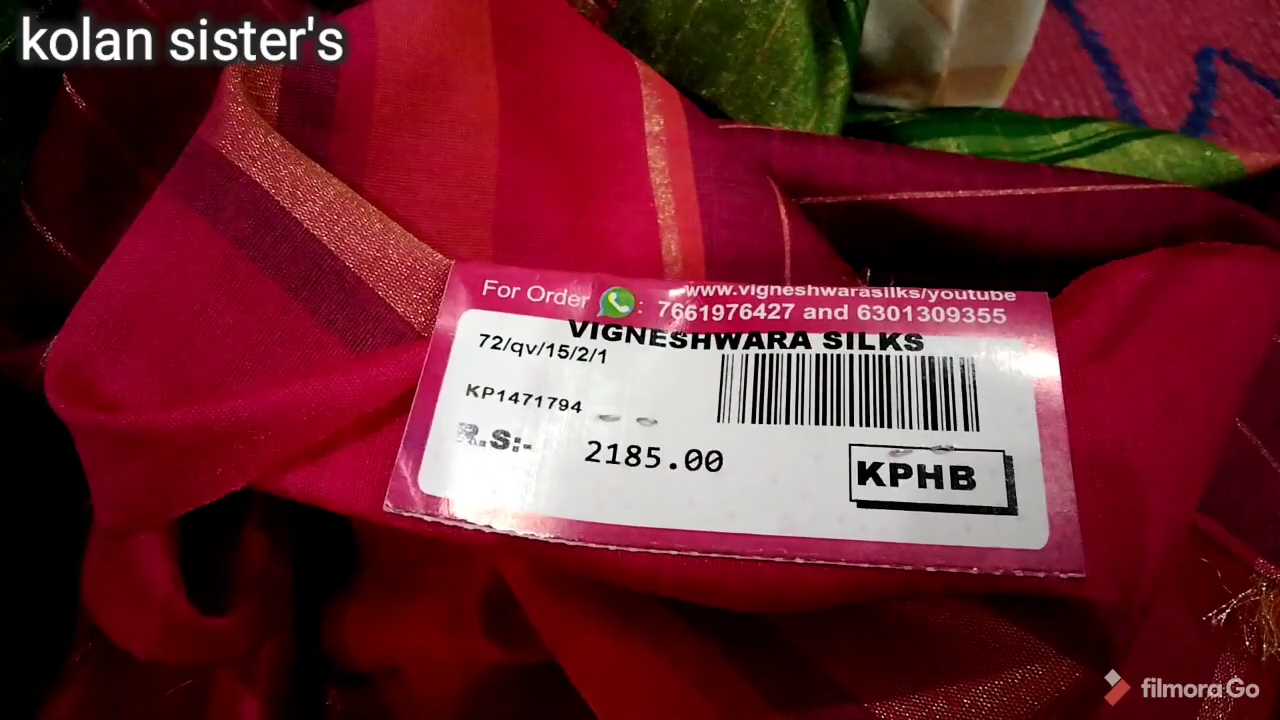 kolan sister's
For Order : www.vigneshwarasilks/youtube
7661976427 and 6301309355
VIGNESHWARA SILKS
72/qv/15/2/1
KP1471794
R.S:- 2185.00
KPHB
filmoraGo